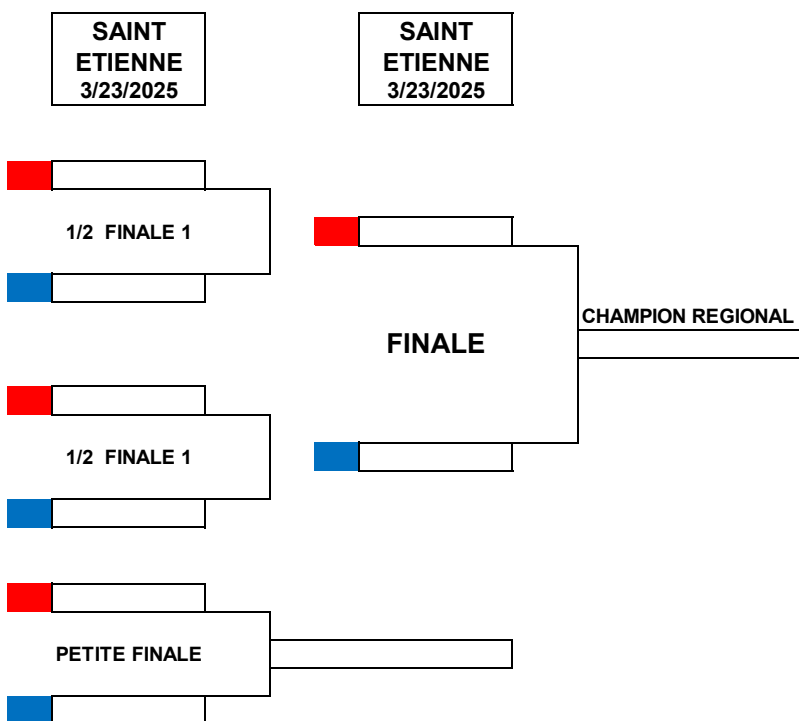 SAINT
ETIENNE
3/23/2025
SAINT
ETIENNE
3/23/2025
1/2 FINALE 1
CHAMPION REGIONAL
FINALE
1/2 FINALE 1
PETITE FINALE